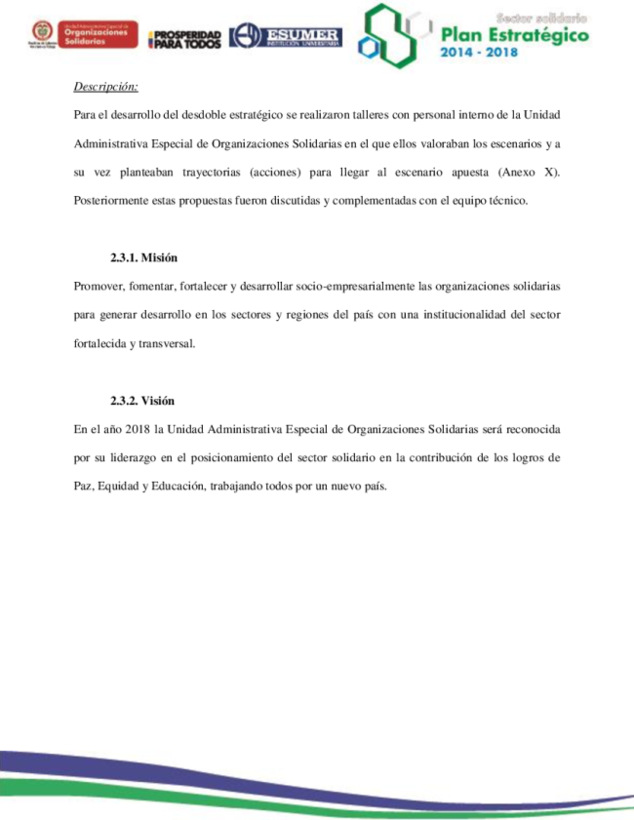 Unidad Administrativa Especial de
Organizaciones
Solidarias
PROSPERIDAD
PARA TODOS
ESUMER
INSTITUCIÓN UNIVERSITARIA
Sector solidario
Plan Estratégico
2014 - 2018
Descripción:
Para el desarrollo del desdoble estratégico se realizaron talleres con personal interno de la Unidad
Administrativa Especial de Organizaciones Solidarias en el que ellos valoraban los escenarios y a
su vez planteaban trayectorias (acciones) para llegar al escenario apuesta (Anexo X).
Posteriormente estas propuestas fueron discutidas y complementadas con el equipo técnico.
2.3.1. Misión
Promover, fomentar, fortalecer y desarrollar socio-empresarialmente las organizaciones solidarias
para generar desarrollo en los sectores y regiones del país con una institucionalidad del sector
fortalecida y transversal.
2.3.2. Visión
En el año 2018 la Unidad Administrativa Especial de Organizaciones Solidarias será reconocida
por su liderazgo en el posicionamiento del sector solidario en la contribución de los logros de
Paz, Equidad y Educación, trabajando todos por un nuevo país.